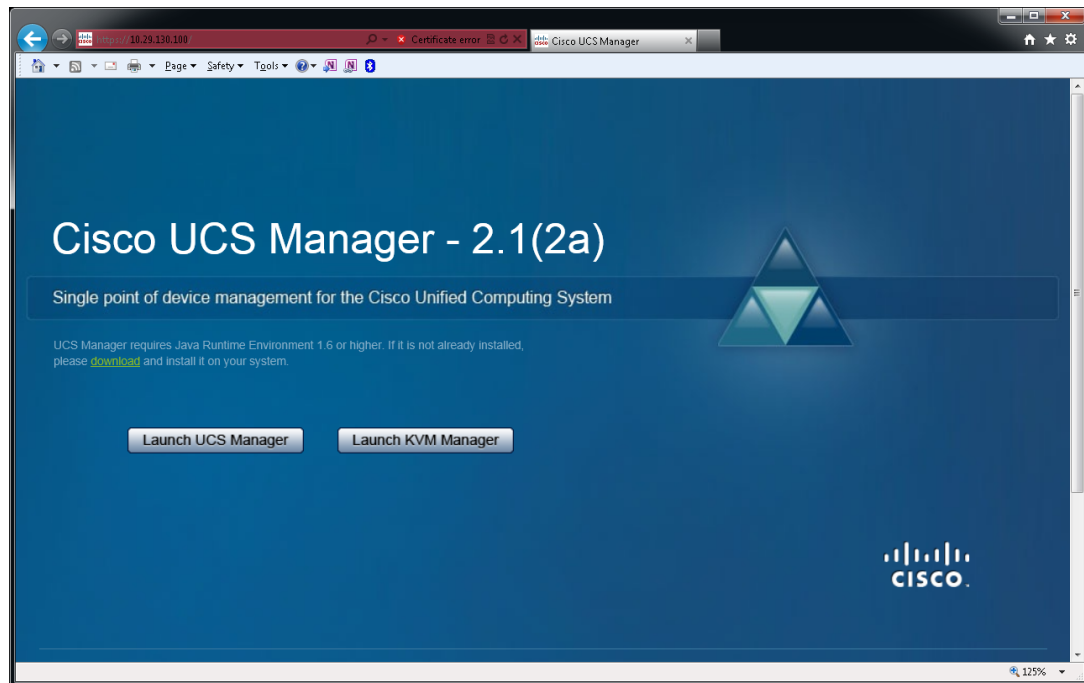 https://10.29.130.100/
Certificate error
Cisco UCS Manager
Page
Safety
Tools
Cisco UCS Manager - 2.1(2a)
Single point of device management for the Cisco Unified Computing System
UCS Manager requires Java Runtime Environment 1.6 or higher. If it is not already installed,
please download and install it on your system.
Launch UCS Manager
Launch KVM Manager
CISCO.
125%